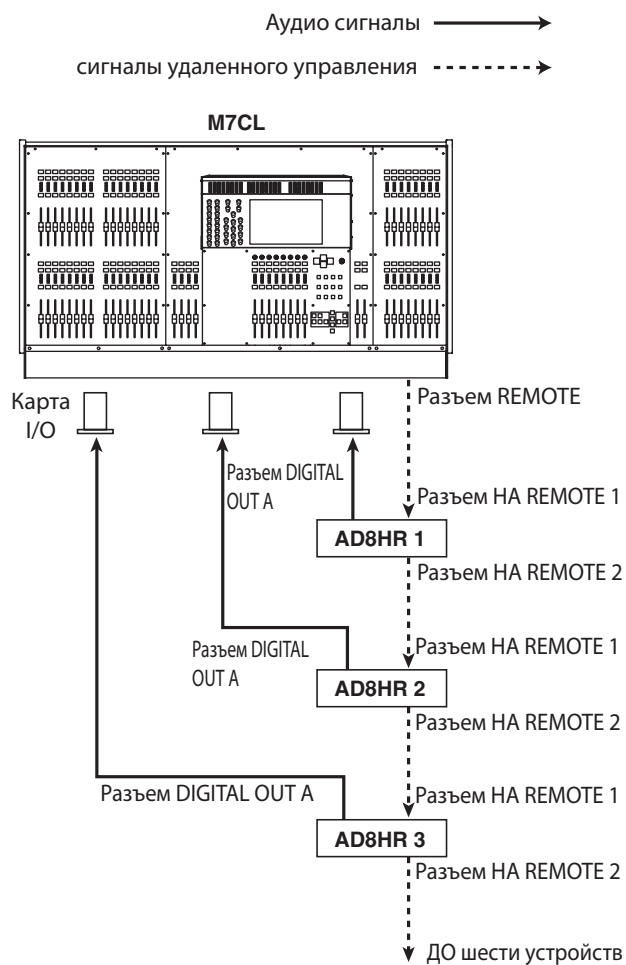 Аудио сигналы
сигналы удаленного управления
M7CL
Карта
I/O
Разъем REMOTE
Разъем DIGITAL
OUT A
Разъем HA REMOTE 1
AD8HR 1
Разъем HA REMOTE 2
Разъем DIGITAL
OUT A
Разъем HA REMOTE 1
AD8HR 2
Разъем HA REMOTE 2
Разъем DIGITAL OUT A
Разъем HA REMOTE 1
AD8HR 3
Разъем HA REMOTE 2
ДО шести устройств